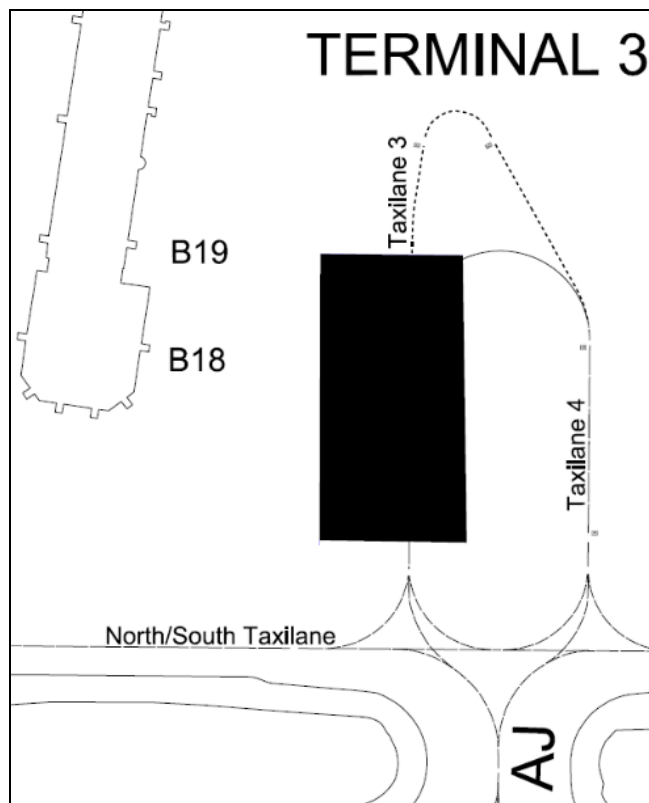 TERMINAL 3
Taxilane 3
B19
B18
Taxilane 4
North/South Taxilane
AJ